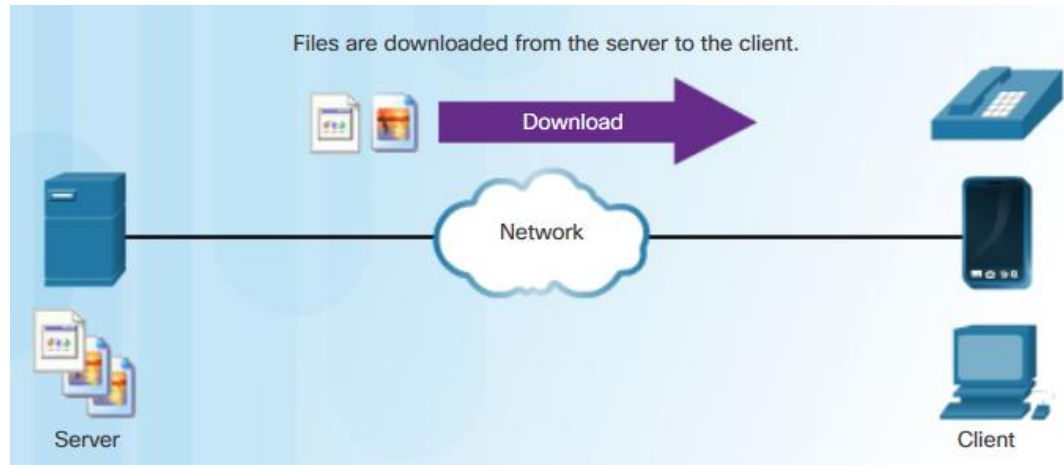 Files are downloaded from the server to the client.
Download
Network
Server
Client